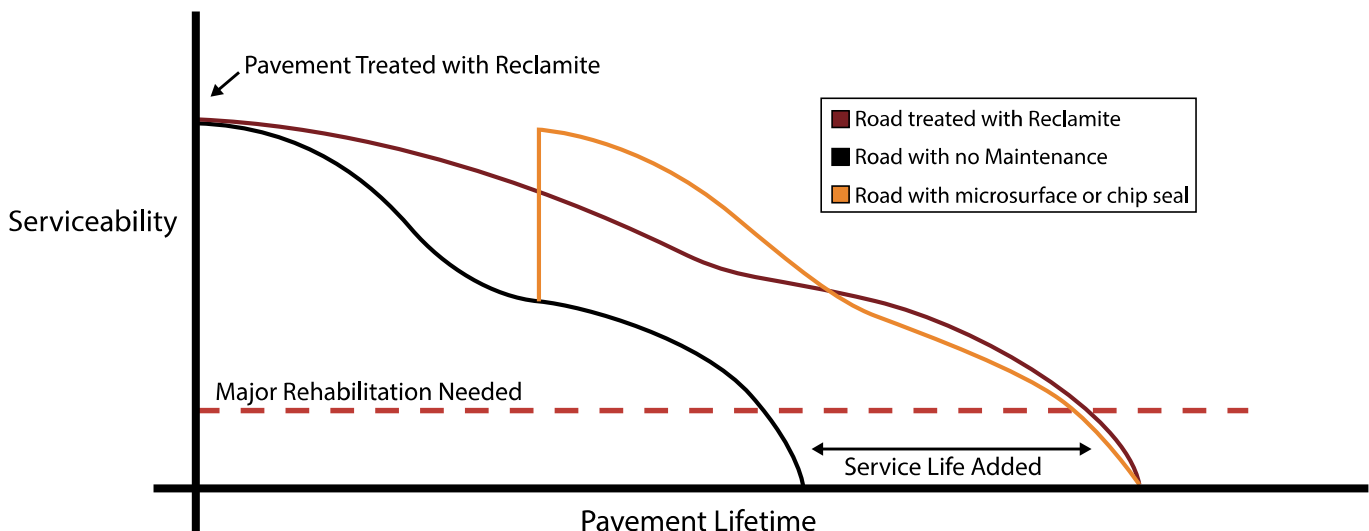 Pavement Treated with Reclamite
Road treated with Reclamite
Road with no Maintenance
Road with microsurface or chip seal
Serviceability
Major Rehabilitation Needed
Service Life Added
Pavement Lifetime